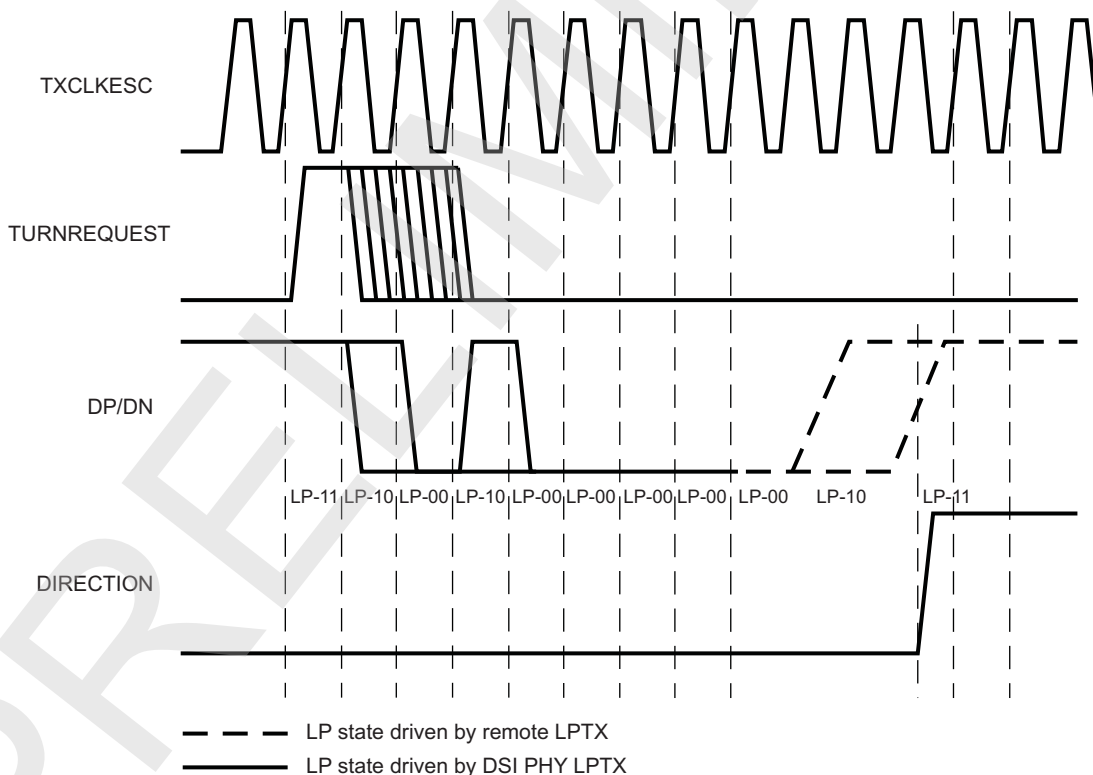 TXCLKESC
TURNREQUEST
DP/DN
LP-11 LP-10 LP-00 LP-10 LP-00 LP-00 LP-00 LP-00 LP-00 LP-10 LP-11
DIRECTION
LP state driven by remote LPTX
LP state driven by DSI PHY LPTX
PRELIMI